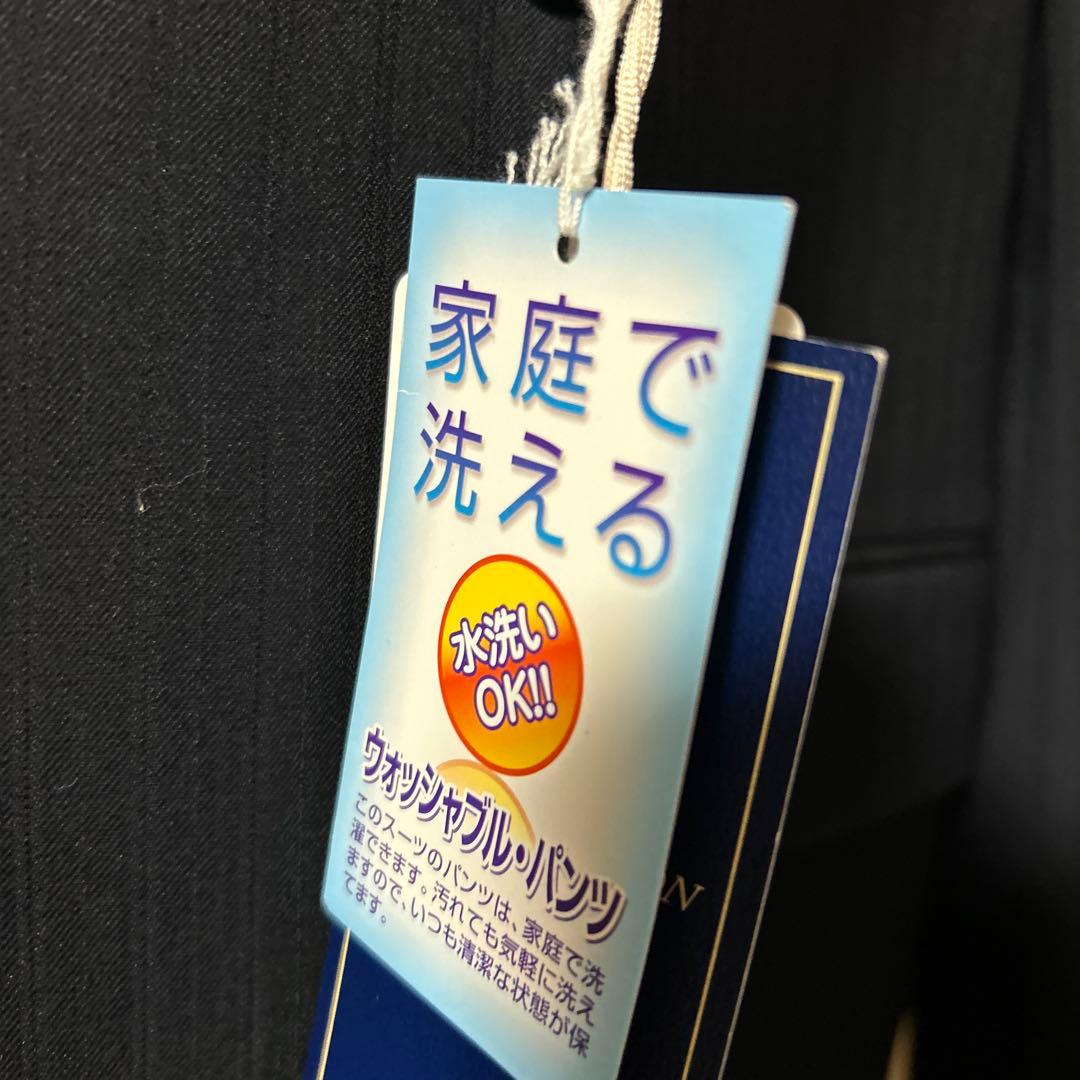 家庭で
洗える
水洗い
OK!!
ウォッシャブル・パンツ
このスーツのパンツは、家庭で洗
濯できます。汚れても気軽に洗え
ますので、いつも清潔な状態が保
てます。
N